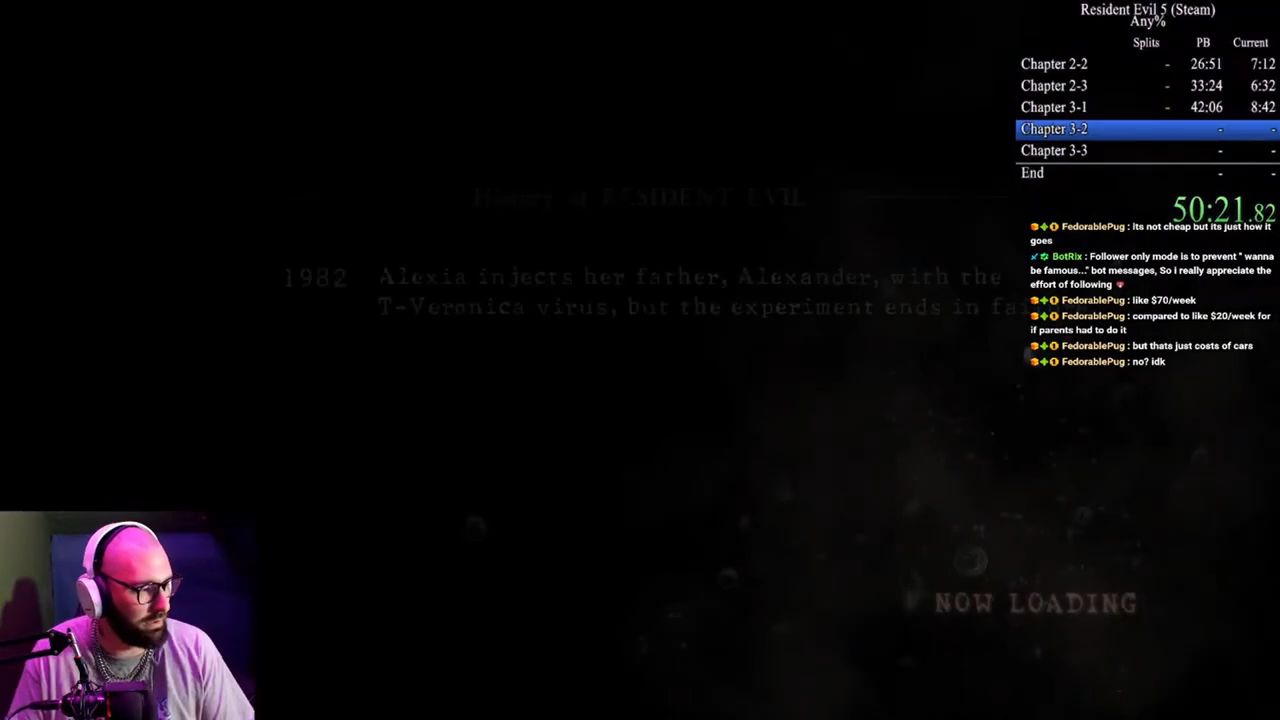 Resident Evil 5 (Steam)
Any%
Splits PB Current
Chapter 2-2 - 26:51 7:12
Chapter 2-3 - 33:24 6:32
Chapter 3-1 - 42:06 8:42
Chapter 3-2 - -
Chapter 3-3 - -
End - -
50:21.82
FedorablePug : Its not cheap but its just how it
goes
BotRix : Follower only mode is to prevent " wanna
be famous..." bot messages, So i really appreciate the
effort of following
FedorablePug : like $70/week
FedorablePug : compared to like $20/week for
if parents had to do it
FedorablePug : but thats just costs of cars
FedorablePug : no? idk
History of RESIDENT EVIL
1982 Alexia injects her father, Alexander, with the
T-Veronica virus, but the experiment ends in
NOW LOADING